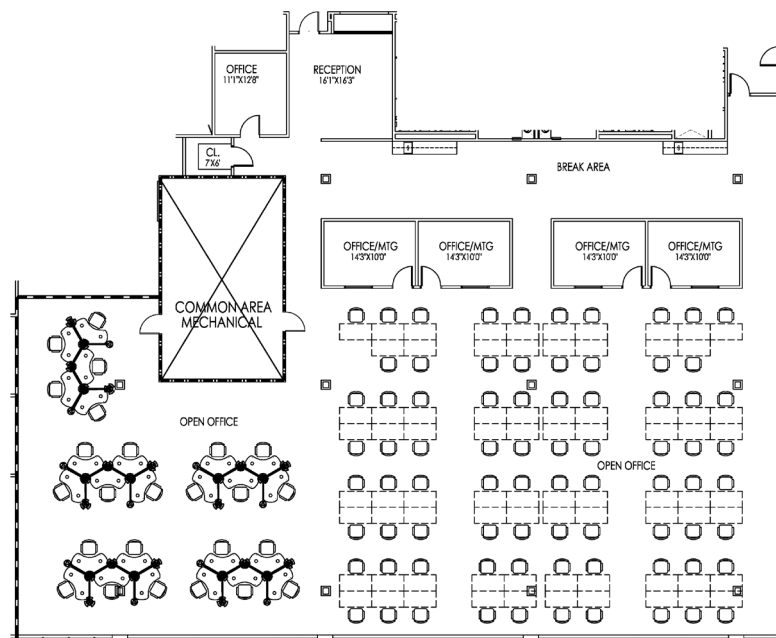 OFFICE
11'1"X12'8"
RECEPTION
16'1"X16'3"
CL.
7'X6'
BREAK AREA
OFFICE/MTG
14'3"X10'0"
OFFICE/MTG
14'3"X10'0"
OFFICE/MTG
14'3"X10'0"
OFFICE/MTG
14'3"X10'0"
COMMON AREA
MECHANICAL
OPEN OFFICE
OPEN OFFICE